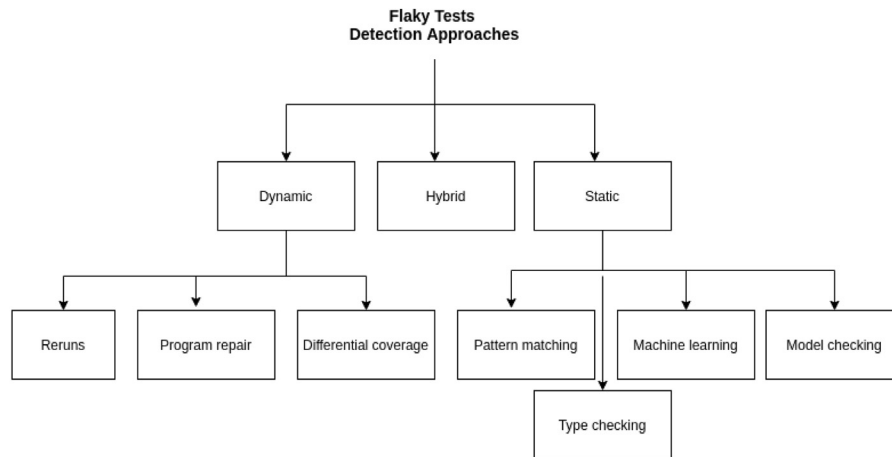 Flaky Tests
Detection Approaches
Dynamic
Hybrid
Static
Reruns
Program repair
Differential coverage
Pattern matching
Machine learning
Model checking
Type checking